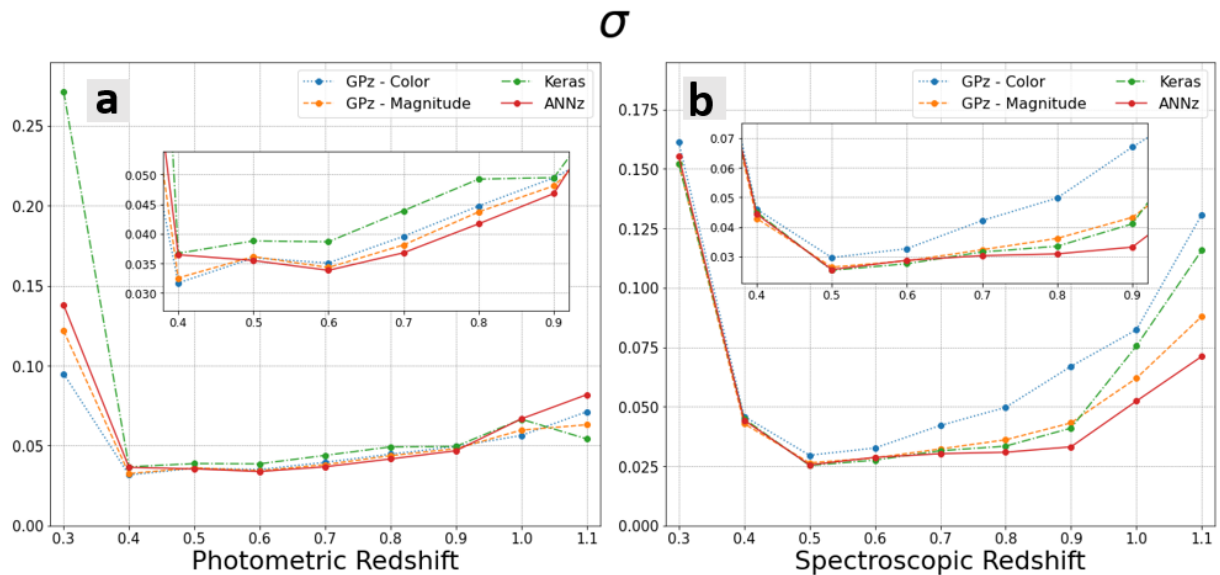 σ
a
GPz - Color
GPz - Magnitude
Keras
ANNz
0.25
0.20
0.15
0.10
0.05
0.00
0.050
0.045
0.040
0.035
0.030
0.4 0.5 0.6 0.7 0.8 0.9
0.3 0.4 0.5 0.6 0.7 0.8 0.9 1.0 1.1
Photometric Redshift
b
GPz - Color
GPz - Magnitude
Keras
ANNz
0.175
0.150
0.125
0.100
0.075
0.050
0.025
0.000
0.07
0.06
0.05
0.04
0.03
0.4 0.5 0.6 0.7 0.8 0.9
0.3 0.4 0.5 0.6 0.7 0.8 0.9 1.0 1.1
Spectroscopic Redshift